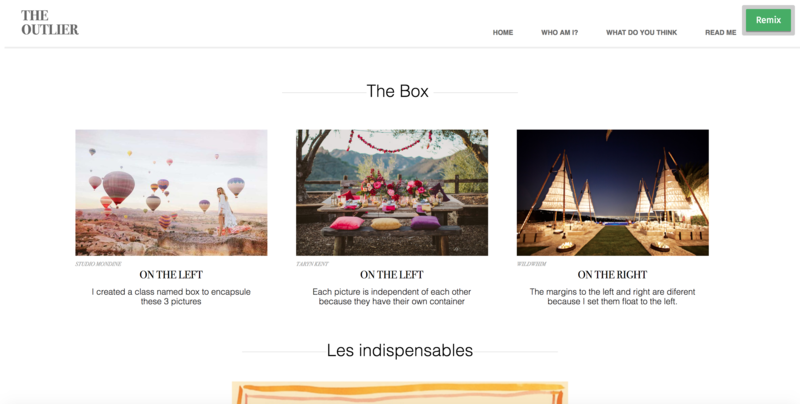 THE
OUTLIER
HOME WHO AM I? WHAT DO YOU THINK READ ME
Remix
The Box
STUDIO MONDINE
ON THE LEFT
I created a class named box to encapsule
these 3 pictures
TARYN KENT
ON THE LEFT
Each picture is independent of each other
because they have their own container
WILDWHIM
ON THE RIGHT
The margins to the left and right are diferent
because I set them float to the left.
Les indispensables